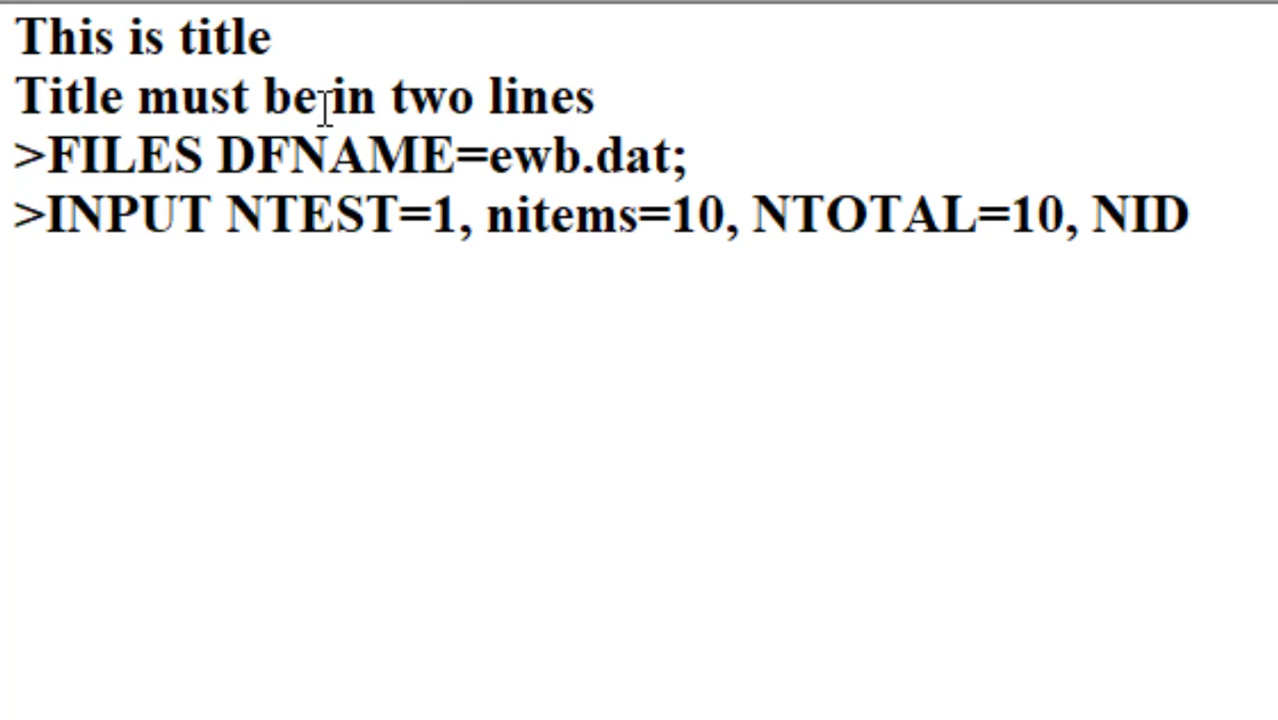 This is title
Title must be in two lines
>FILES DFNAME=ewb.dat;
>INPUT NTEST=1, nitems=10, NTOTAL=10, NID